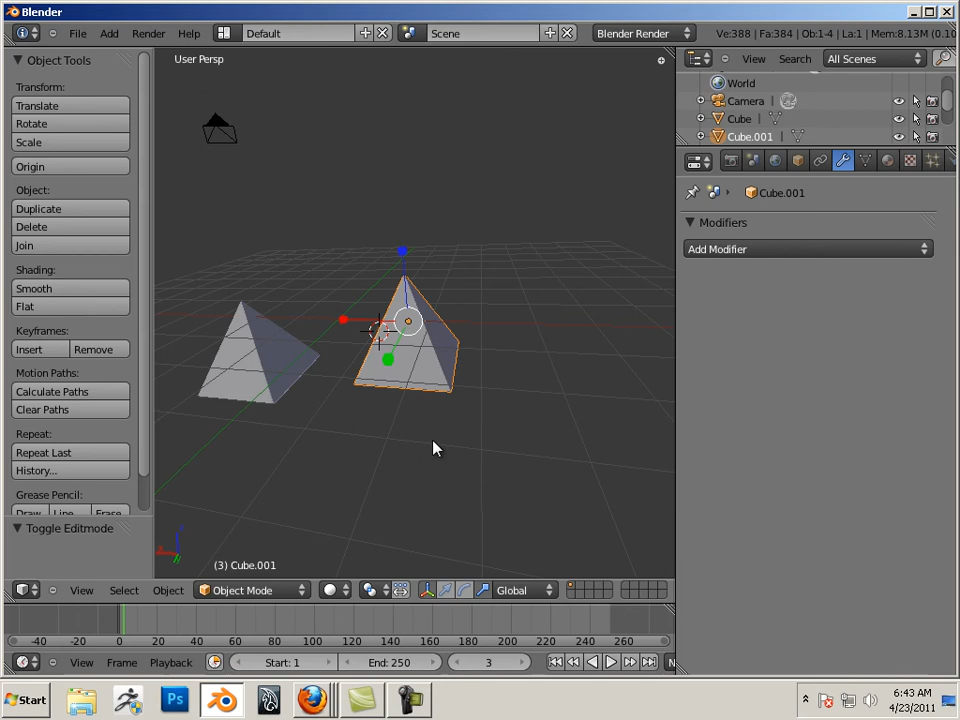 Blender
File Add Render Help Default Scene Blender Render Ve:388 | Fa:384 | Ob:1-4 | La:1 | Mem:8.13M (0.10
Object Tools
Transform:
Translate
Rotate
Scale
Origin
Object:
Duplicate
Delete
Join
Shading:
Smooth
Flat
Keyframes:
Insert Remove
Motion Paths:
Calculate Paths
Clear Paths
Repeat:
Repeat Last
History...
Grease Pencil:
Draw Line Erase
Toggle Editmode
User Persp
(3) Cube.001
View Search All Scenes
World
Camera
Cube
Cube.001
Cube.001
Modifiers
Add Modifier
View Select Object Object Mode Global
-40 -20 0 20 40 60 80 100 120 140 160 180 200 220 240 260
View Frame Playback Start: 1 End: 250 3 N
Start Ps 6:43 AM
4/23/2011